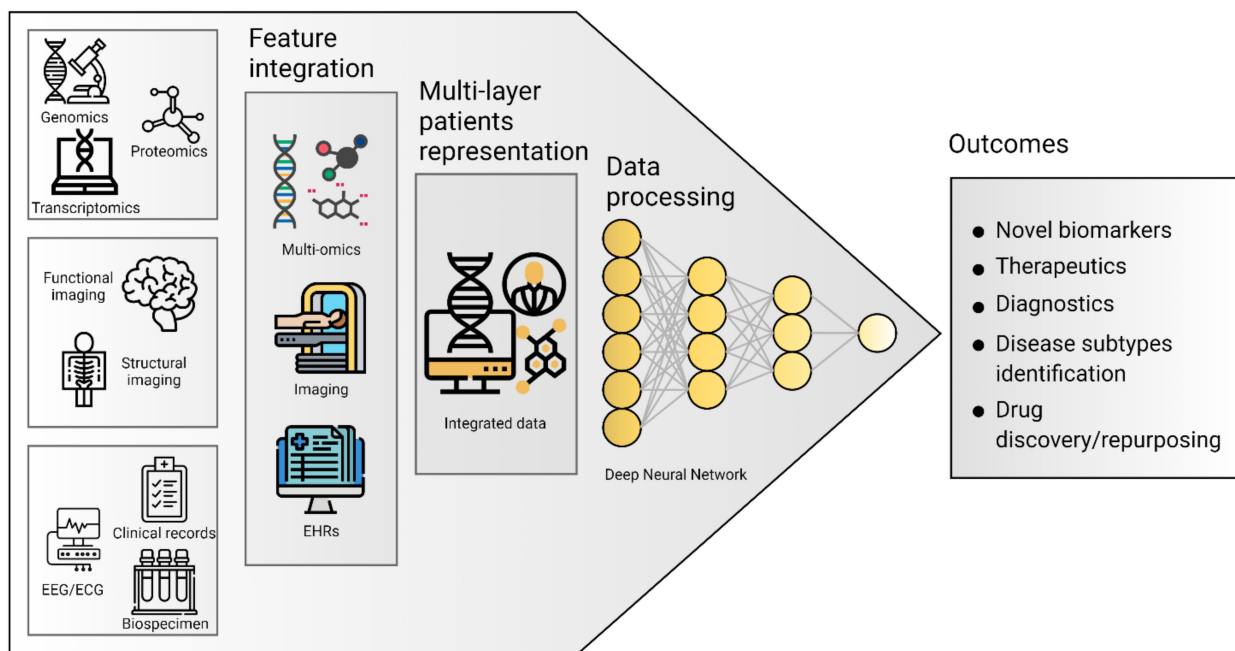 Genomics
Proteomics
Transcriptomics
Functional
imaging
Structural
imaging
Clinical records
EEG/ECG
Biospecimen
Feature
integration
Multi-omics
Imaging
EHRs
Multi-layer
patients
representation
Integrated data
Data
processing
Deep Neural Network
Outcomes
● Novel biomarkers
● Therapeutics
● Diagnostics
● Disease subtypes
identification
● Drug
discovery/repurposing